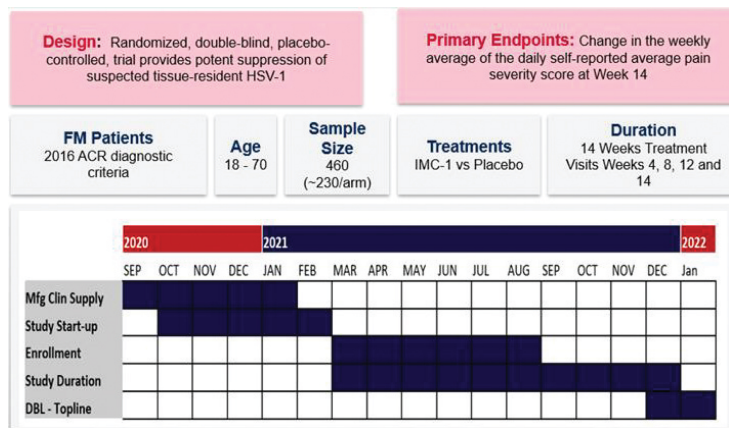 Design: Randomized, double-blind, placebo-
controlled, trial provides potent suppression of
suspected tissue-resident HSV-1
Primary Endpoints: Change in the weekly
average of the daily self-reported average pain
severity score at Week 14
FM Patients
2016 ACR diagnostic
criteria
Age
18 - 70
Sample
Size
460
(~230/arm)
Treatments
IMC-1 vs Placebo
Duration
14 Weeks Treatment
Visits Weeks 4, 8, 12 and
14
2020 2021 2022
SEP OCT NOV DEC JAN FEB MAR APR MAY JUN JUL AUG SEP OCT NOV DEC Jan
Mfg Clin Supply
Study Start-up
Enrollment
Study Duration
DBL - Topline